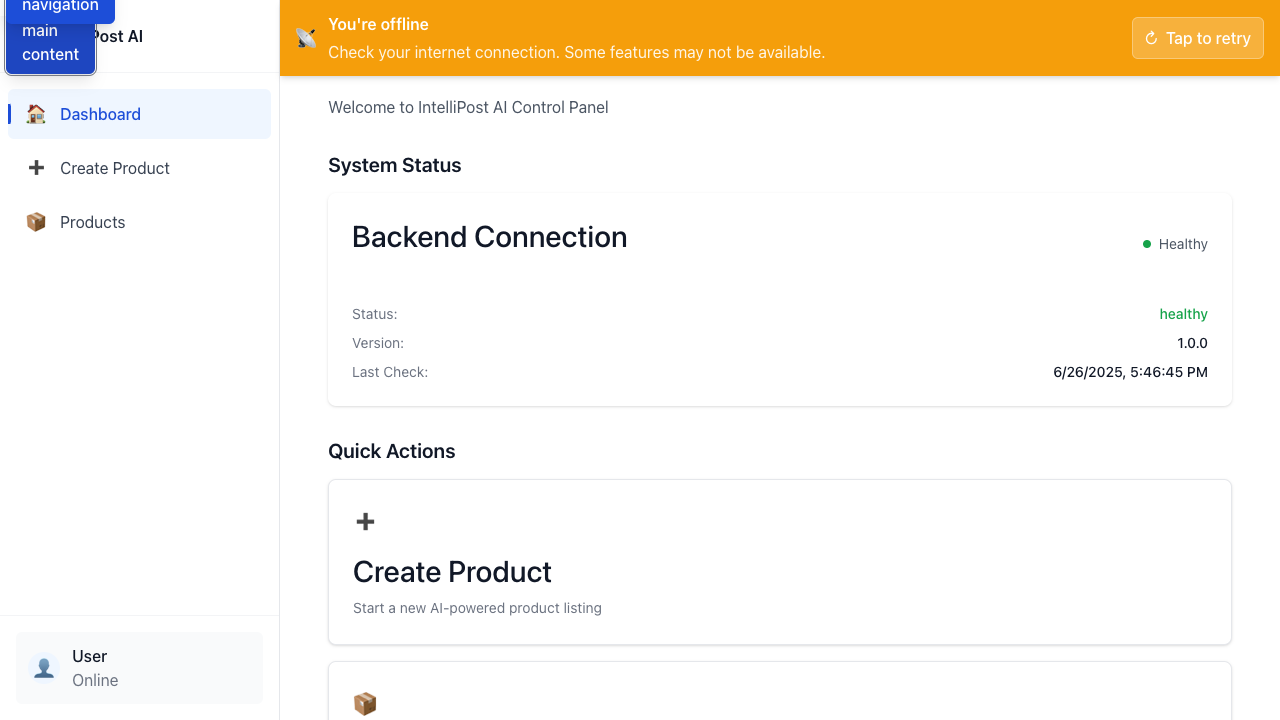 navigation
main
content
Post AI
Dashboard
Create Product
Products
User
Online
You're offline
Check your internet connection. Some features may not be available.
Tap to retry
Welcome to IntelliPost AI Control Panel
System Status
Backend Connection
Healthy
Status:
healthy
Version:
1.0.0
Last Check:
6/26/2025, 5:46:45 PM
Quick Actions
Create Product
Start a new AI-powered product listing